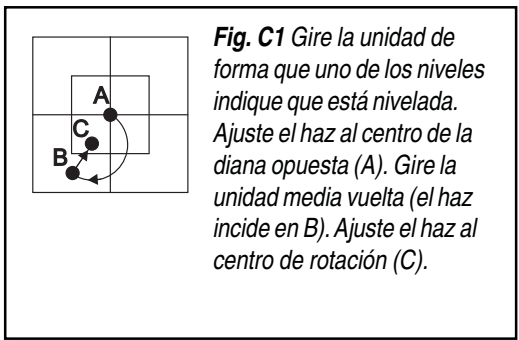 A
C
B
Fig. C1 Gire la unidad de
forma que uno de los niveles
indique que está nivelada.
Ajuste el haz al centro de la
diana opuesta (A). Gire la
unidad media vuelta (el haz
incide en B). Ajuste el haz al
centro de rotación (C).